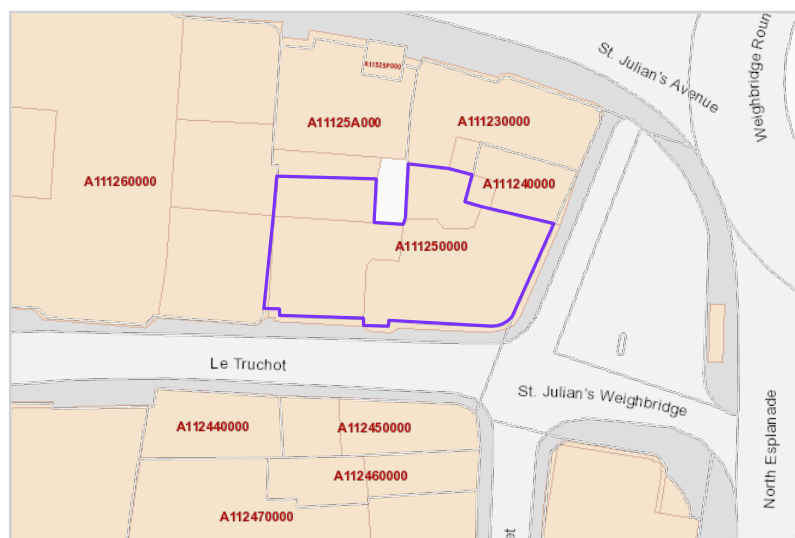 St. Julian's Avenue
Weighbridge Roun
A11125A000
A111230000
A111260000
A111240000
A111250000
Le Truchot
St. Julian's Weighbridge
North Esplanade
A112440000
A112450000
A112460000
A112470000
et